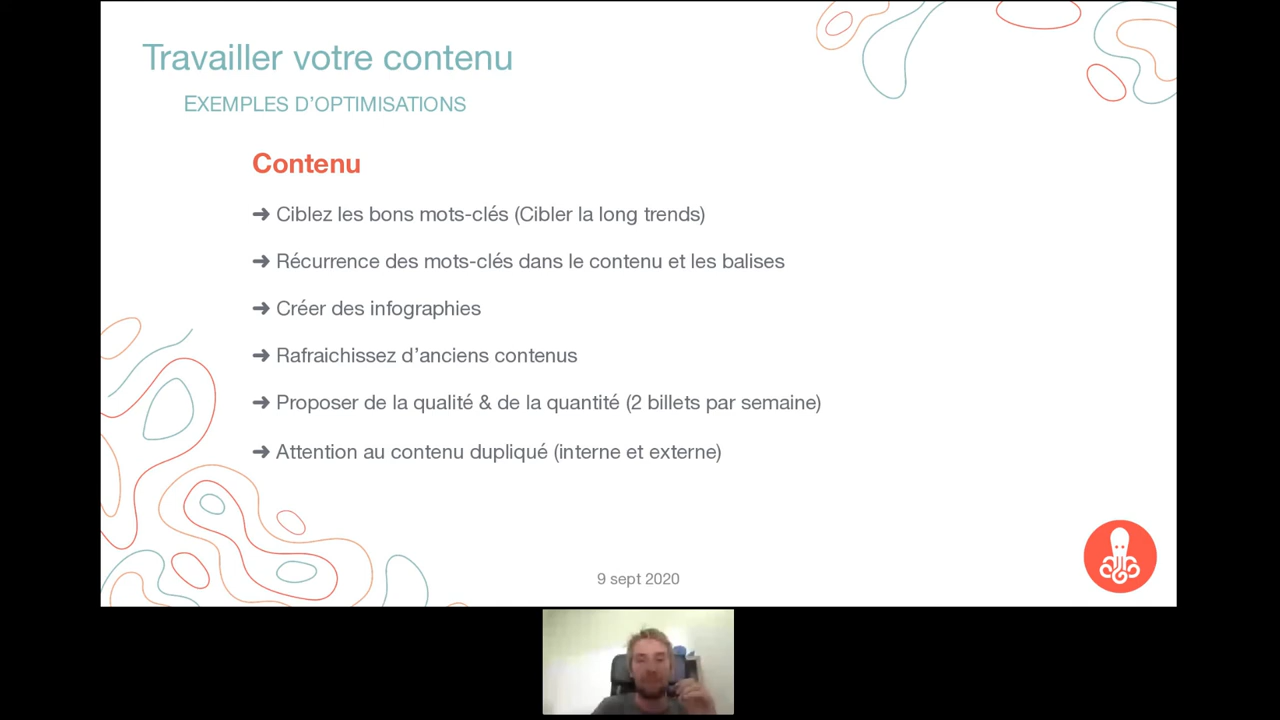 Travailler votre contenu
EXEMPLES D’OPTIMISATIONS
Contenu
➜ Ciblez les bons mots-clés (Cibler la long trends)
➜ Récurrence des mots-clés dans le contenu et les balises
➜ Créer des infographies
➜ Rafraichissez d’anciens contenus
➜ Proposer de la qualité & de la quantité (2 billets par semaine)
➜ Attention au contenu dupliqué (interne et externe)
9 sept 2020